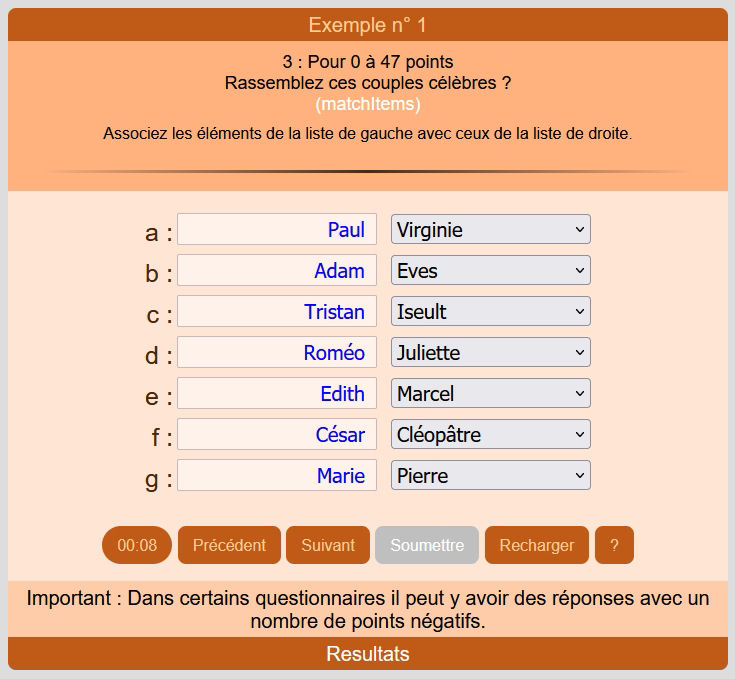 Exemple n° 1
3 : Pour 0 à 47 points
Rassemblez ces couples célèbres ?
(matchItems)
Associez les éléments de la liste de gauche avec ceux de la liste de droite.
a : Paul Virginie
b : Adam Eves
c : Tristan Iseult
d : Roméo Juliette
e : Edith Marcel
f : César Cléopâtre
g : Marie Pierre
00:08 Précédent Suivant Soumettre Recharger ?
Important : Dans certains questionnaires il peut y avoir des réponses avec un
nombre de points négatifs.
Resultats